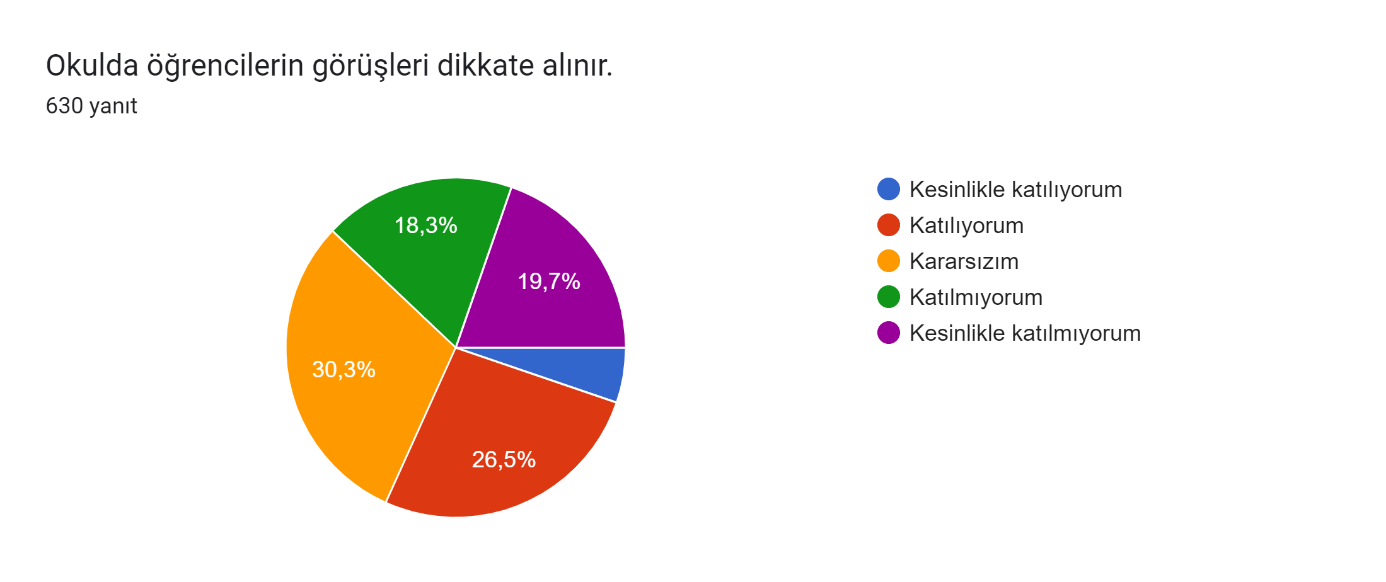 Okulda öğrencilerin görüşleri dikkate alınır.
630 yanıt
18,3%
19,7%
30,3%
26,5%
Kesinlikle katılıyorum
Katılıyorum
Kararsızım
Katılmıyorum
Kesinlikle katılmıyorum